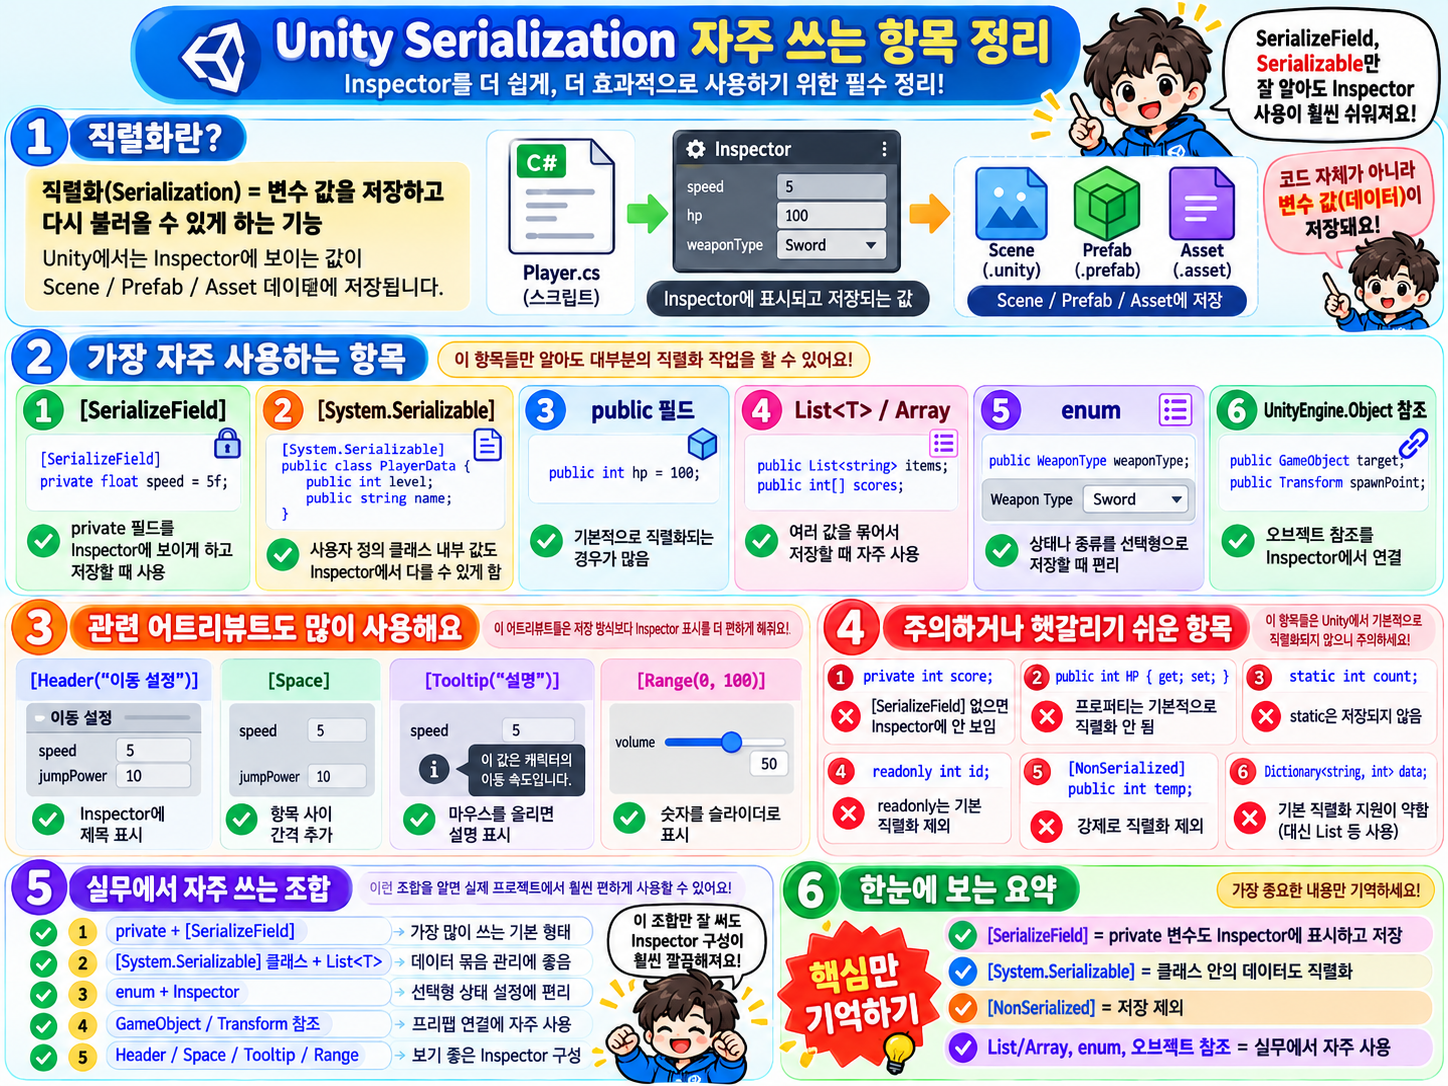 Unity Serialization 자주 쓰는 항목 정리
Inspector를 더 쉽게, 더 효과적으로 사용하기 위한 필수 정리!
SerializeField,
Serializable만
잘 알아도 Inspector
사용이 훨씬 쉬워져요!
1 직렬화란?
직렬화(Serialization) = 변수 값을 저장하고
다시 불러올 수 있게 하는 기능
Unity에서는 Inspector에 보이는 값이
Scene / Prefab / Asset 에 저장됩니다.
C#
Player.cs
(스크립트)
Inspector
speed 5
hp 100
weaponType Sword
Inspector에 표시되고 저장되는 값
Scene
(.unity)
Prefab
(.prefab)
Asset
(.asset)
Scene / Prefab / Asset에 저장
코드 자체가 아니라
변수 값(데이터)이
저장돼요!
2 가장 자주 사용하는 항목
이 항목들만 알아도 대부분의 직렬화 작업을 할 수 있어요!
1 [SerializeField]
[SerializeField]
private float speed = 5f;
private 필드를
Inspector에 보이게 하고
저장할 때 사용
2 [System.Serializable]
[System.Serializable]
public class PlayerData {
public int level;
public string name;
}
사용자 정의 클래스 내부 값도
Inspector에서 다룰 수 있게 함
3 public 필드
public int hp = 100;
기본적으로 직렬화되는
경우가 많음
4 List<T> / Array
public List<string> items;
public int[] scores;
여러 값을 묶어서
저장할 때 자주 사용
5 enum
public WeaponType weaponType;
Weapon Type Sword
상태나 종류를 선택형으로
저장할 때 편리
6 UnityEngine.Object 참조
public GameObject target;
public Transform spawnPoint;
오브젝트 참조를
Inspector에서 연결
3 관련 어트리뷰트도 많이 사용해요
이 어트리뷰트들은 저장 방식보다 Inspector 표시를 더 편하게 해줘요!
[Header(“이동 설정”)]
이동 설정
speed 5
jumpPower 10
Inspector에
제목 표시
[Space]
speed 5
jumpPower 10
항목 사이
간격 추가
[Tooltip(“설명”)]
speed 5
i
이 값은 캐릭터의
이동 속도입니다.
마우스를 올리면
설명 표시
[Range(0, 100)]
volume
50
숫자를 슬라이더로
표시
4 주의하거나 헷갈리기 쉬운 항목
이 항목들은 Unity에서 기본적으로
직렬화되지 않으니 주의하세요!
1 private int score;
[SerializeField] 없으면
Inspector에 안 보임
2 public int HP { get; set; }
프로퍼티는 기본적으로
직렬화 안 됨
3 static int count;
static은 저장되지 않음
4 readonly int id;
readonly는 기본
직렬화 제외
5 [NonSerialized]
public int temp;
강제로 직렬화 제외
6 Dictionary<string, int> data;
기본 직렬화 지원이 약함
(대신 List 등 사용)
5 실무에서 자주 쓰는 조합
이런 조합을 알면 실제 프로젝트에서 훨씬 편하게 사용할 수 있어요!
1 private + [SerializeField] → 가장 많이 쓰는 기본 형태
2 [System.Serializable] 클래스 + List<T> → 데이터 묶음 관리에 좋음
3 enum + Inspector → 선택형 상태 설정에 편리
4 GameObject / Transform 참조 → 프리팹 연결에 자주 사용
5 Header / Space / Tooltip / Range → 보기 좋은 Inspector 구성
이 조합만 잘 써도
Inspector 구성이
훨씬 깔끔해져요!
6 한눈에 보는 요약
가장 중요한 내용만 기억하세요!
핵심만
기억하기
[SerializeField] = private 변수도 Inspector에 표시하고 저장
[System.Serializable] = 클래스 안의 데이터도 직렬화
[NonSerialized] = 저장 제외
List/Array, enum, 오브젝트 참조 = 실무에서 자주 사용